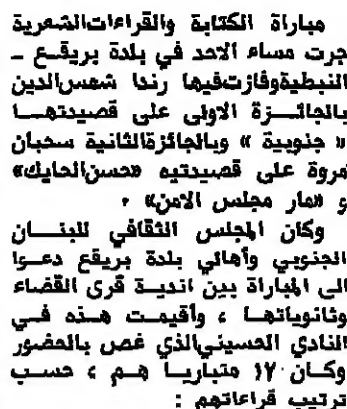 مباراة الكتابة والقراءات الشعرية
جرت مساء الاحد في بلدة بريقع ـ
النبطية وفازت فيها رندا شمس الدين
بالجائزة الاولى على قصيدتها
« جنوبية » وبالجائزة الثانية سحبان
مروة على قصيدتيه «حسن الحايك»
و «مار مجلس الامن» ٠
وكان المجلس الثقافي للبنان
الجنوبي وأهالي بلدة بريقع دعوا
الى المباراة بين اندية قرى القضاء
وثانوياتها ، وأقيمت هذه في
النادي الحسيني الذي غص بالحضور
وكان ١٧ متباريا هم ، حسب
ترتيب قراءاتهم :